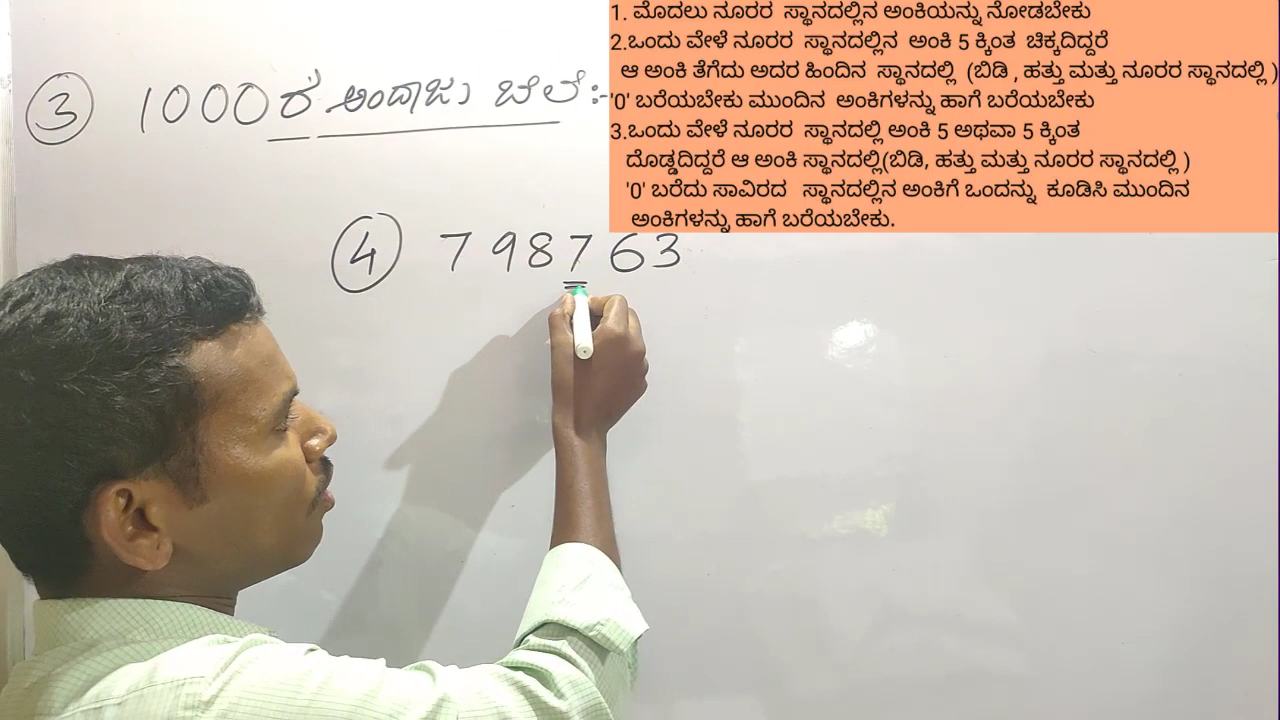 1. ಮೊದಲು ನೂರರ ಸ್ಥಾನದಲ್ಲಿನ ಅಂಕಿಯನ್ನು ನೋಡಬೇಕು
2.ಒಂದು ವೇಳೆ ನೂರರ ಸ್ಥಾನದಲ್ಲಿನ ಅಂಕಿ 5 ಕ್ಕಿಂತ ಚಿಕ್ಕದಿದ್ದರೆ
ಆ ಅಂಕಿ ತೆಗೆದು ಅದರ ಹಿಂದಿನ ಸ್ಥಾನದಲ್ಲಿ (ಬಿಡಿ , ಹತ್ತು ಮತ್ತು ನೂರರ ಸ್ಥಾನದಲ್ಲಿ )
'0' ಬರೆಯಬೇಕು ಮುಂದಿನ ಅಂಕಿಗಳನ್ನು ಹಾಗೆ ಬರೆಯಬೇಕು
3.ಒಂದು ವೇಳೆ ನೂರರ ಸ್ಥಾನದಲ್ಲಿ ಅಂಕಿ 5 ಅಥವಾ 5 ಕ್ಕಿಂತ
ದೊಡ್ಡದಿದ್ದರೆ ಆ ಅಂಕಿ ಸ್ಥಾನದಲ್ಲಿ(ಬಿಡಿ, ಹತ್ತು ಮತ್ತು ನೂರರ ಸ್ಥಾನದಲ್ಲಿ )
'0' ಬರೆದು ಸಾವಿರದ ಸ್ಥಾನದಲ್ಲಿನ ಅಂಕಿಗೆ ಒಂದನ್ನು ಕೂಡಿಸಿ ಮುಂದಿನ
ಅಂಕಿಗಳನ್ನು ಹಾಗೆ ಬರೆಯಬೇಕು.
3 1000ರ ಅಂದಾಜು ಬೆಲೆ:-
4 798763